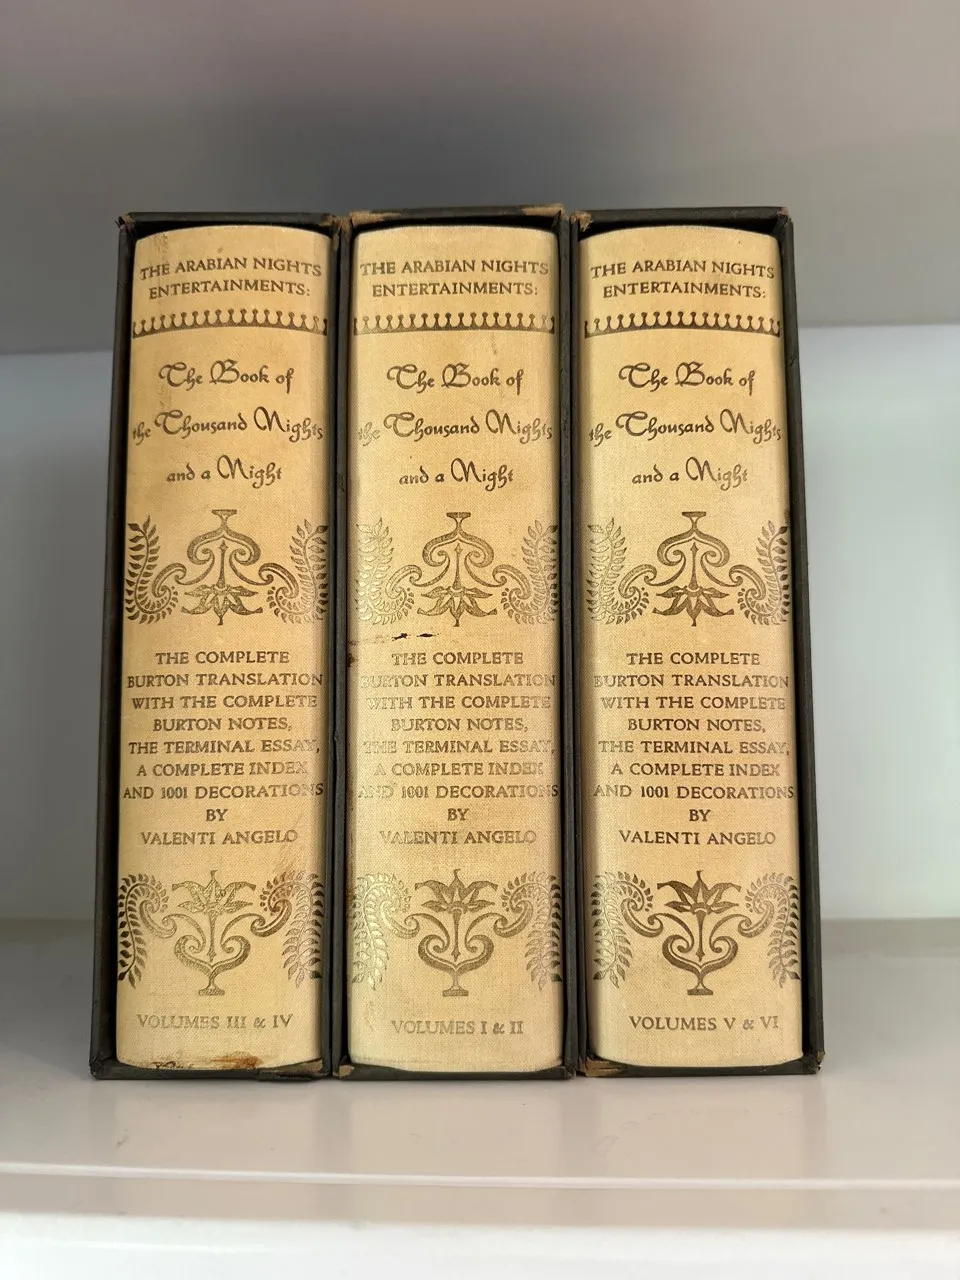 THE ARABIAN NIGHTS
ENTERTAINMENTS:
The Book of
the Thousand Nights
and a Night
THE COMPLETE
BURTON TRANSLATION
WITH THE COMPLETE
BURTON NOTES,
THE TERMINAL ESSAY,
A COMPLETE INDEX
AND 1001 DECORATIONS
BY
VALENTI ANGELO
VOLUMES III & IV
THE ARABIAN NIGHTS
ENTERTAINMENTS:
The Book of
the Thousand Nights
and a Night
THE COMPLETE
BURTON TRANSLATION
WITH THE COMPLETE
BURTON NOTES,
THE TERMINAL ESSAY,
A COMPLETE INDEX
AND 1001 DECORATIONS
BY
VALENTI ANGELO
VOLUMES I & II
THE ARABIAN NIGHTS
ENTERTAINMENTS:
The Book of
the Thousand Nights
and a Night
THE COMPLETE
BURTON TRANSLATION
WITH THE COMPLETE
BURTON NOTES,
THE TERMINAL ESSAY,
A COMPLETE INDEX
AND 1001 DECORATIONS
BY
VALENTI ANGELO
VOLUMES V & VI